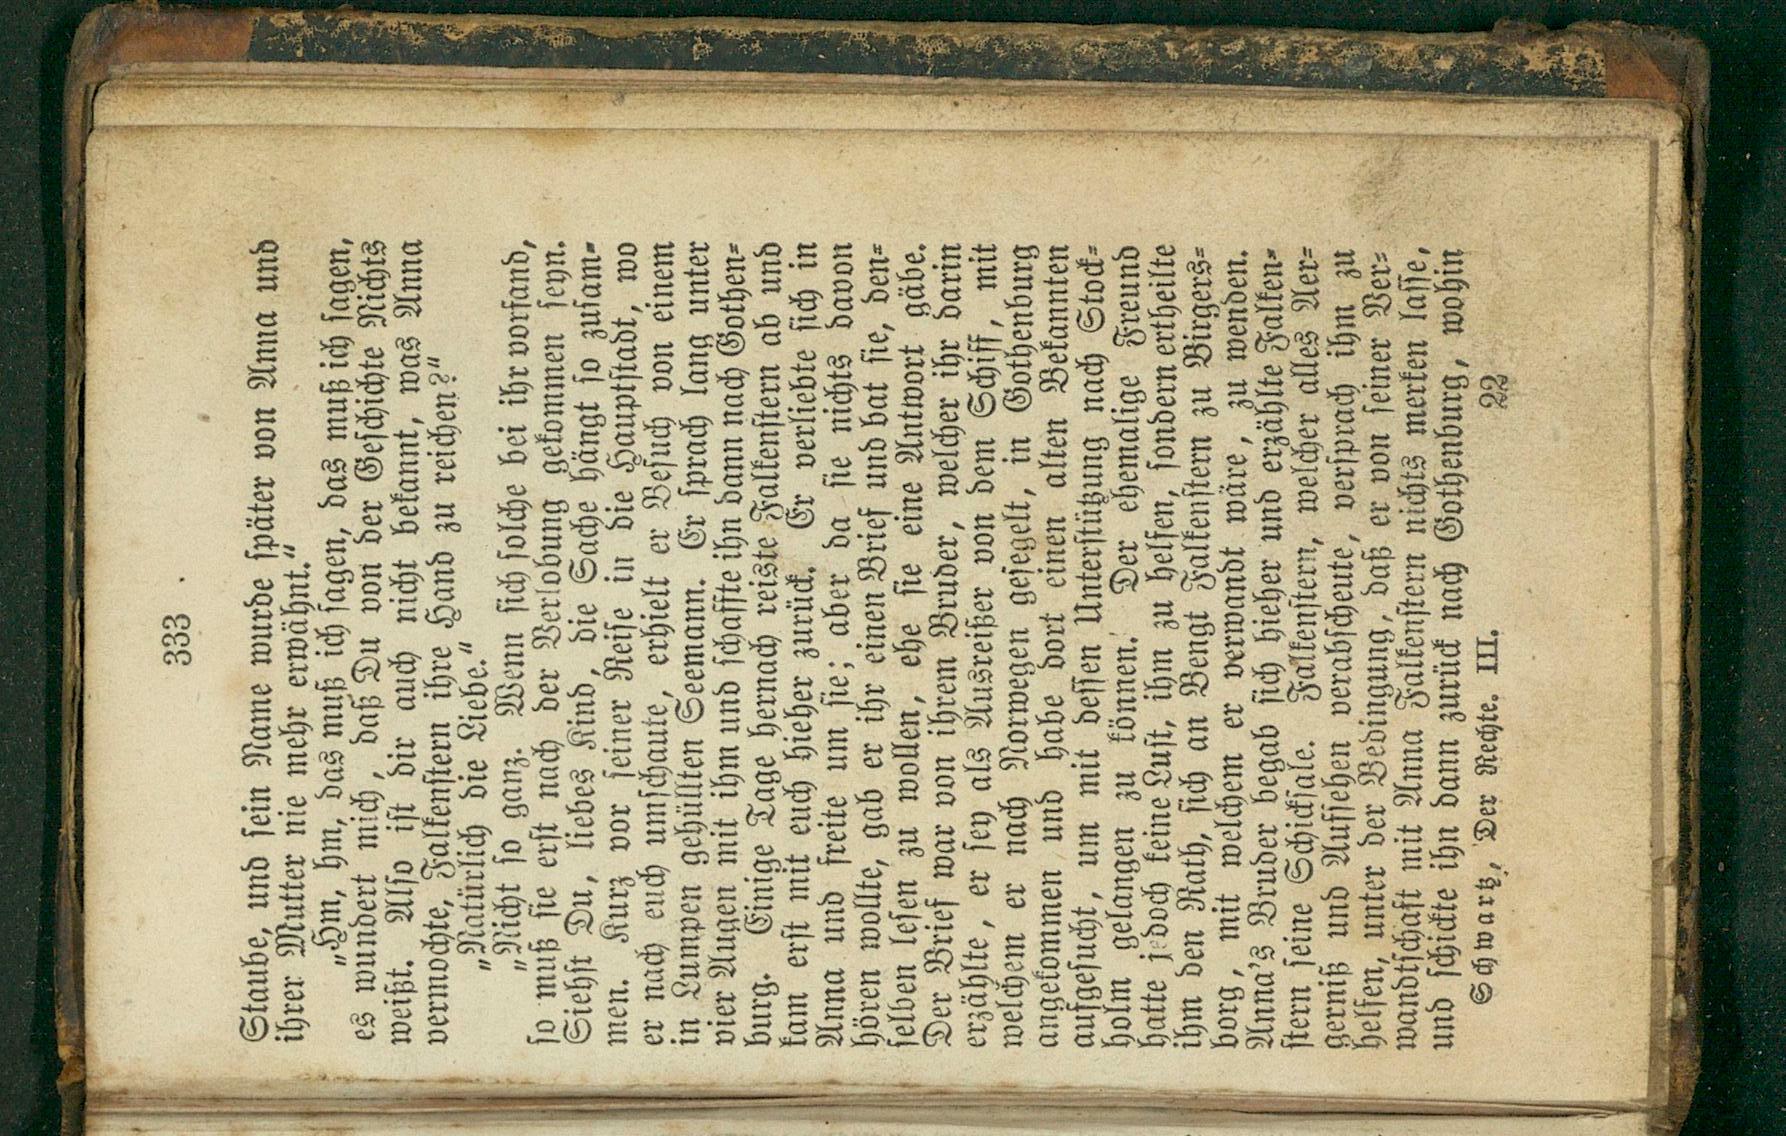 333
Staube, und ſein Name wurde ſpäter von Anna und
ihrer Mutter nie mehr erwähnt.“
„Hm, hm, das muß ich ſagen, das muß ich ſagen,
es wundert mich, daß Du von der Geſchichte Nichts
weißt. Alſo iſt dir auch nicht bekannt, was Anna
vermochte, Falkenſtern ihre Hand zu reichen?“
„Natürlich die Liebe.“
„Nicht ſo ganz. Wenn ſich ſolche bei ihr vorfand,
ſo muß ſie erſt nach der Verlobung gekommen ſeyn.
Siehſt Du, liebes Kind, die Sache hängt ſo zuſam-
men. Kurz vor ſeiner Reiſe in die Hauptſtadt, wo
er nach euch umſchaute, erhielt er Beſuch von einem
in Lumpen gehüllten Seemann. Er ſprach lang unter
vier Augen mit ihm und ſchaffte ihn dann nach Gothen-
burg. Einige Tage hernach reiste Falkenſtern ab und
kam erſt mit euch hieher zurück. Er verliebte ſich in
Anna und freite um ſie; aber da ſie nichts davon
hören wollte, gab er ihr einen Brief und bat ſie, den-
ſelben leſen zu wollen, ehe ſie eine Antwort gäbe.
Der Brief war von ihrem Bruder, welcher ihr darin
erzählte, er ſey als Ausreißer von dem Schiff, mit
welchem er nach Norwegen geſegelt, in Gothenburg
angekommen und habe dort einen alten Bekannten
aufgeſucht, um mit deſſen Unterſtützung nach Stock-
holm gelangen zu können. Der ehemalige Freund
hatte jedoch keine Luſt, ihm zu helfen, ſondern ertheilte
ihm den Rath, ſich an Bengt Falkenſtern zu Birgers-
borg, mit welchem er verwandt wäre, zu wenden.
Anna's Bruder begab ſich hieher und erzählte Falken-
ſtern ſeine Schickſale. Falkenſtern, welcher alles Aer-
gerniß und Aufſehen verabſcheute, verſprach ihm zu
helfen, unter der Bedingung, daß er von ſeiner Ver-
wandtſchaft mit Anna Falkenſtern nichts merken laſſe,
und ſchickte ihn dann zurück nach Gothenburg, wohin
Schwartz, Der Rechte. III. 22